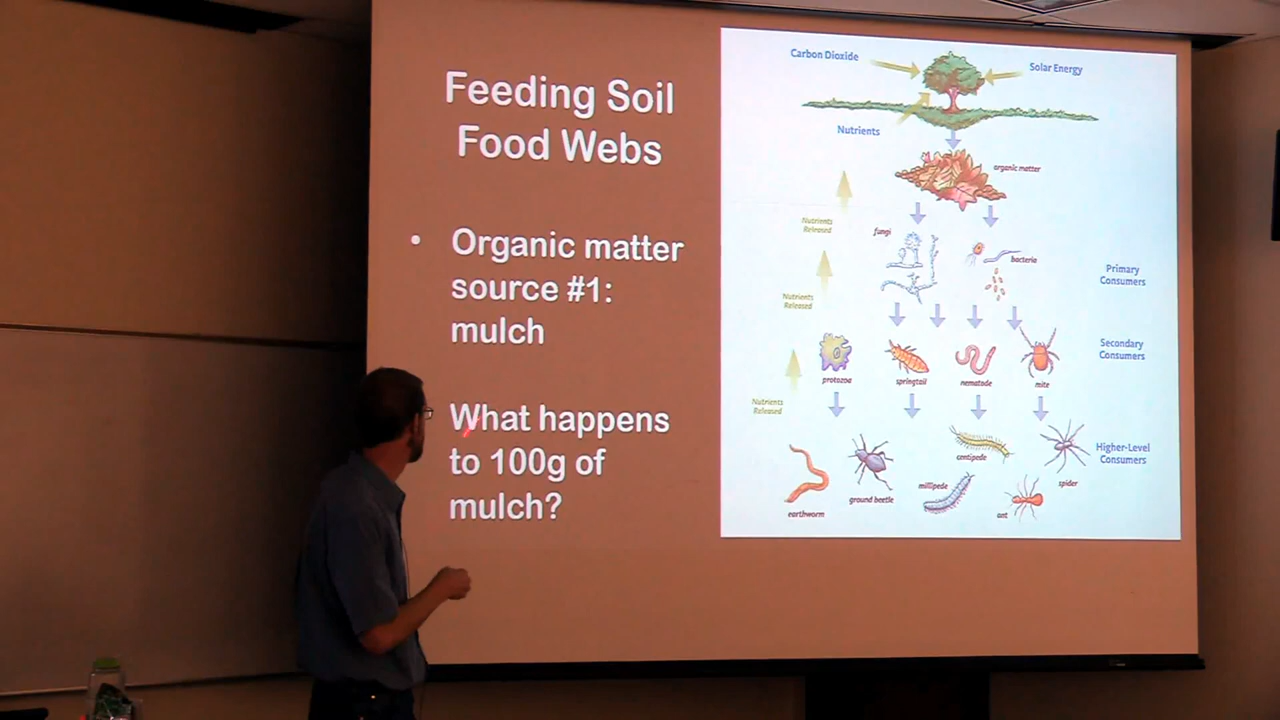 Feeding Soil
Food Webs
• Organic matter
source #1:
mulch
What happens
to 100g of
mulch?
Carbon Dioxide
Solar Energy
Nutrients
organic matter
Nutrients
Released
fungi
bacteria
Primary
Consumers
Nutrients
Released
Secondary
Consumers
protozoa
springtail
nematode
mite
Nutrients
Released
Higher-Level
Consumers
centipede
spider
millipede
ground beetle
earthworm
ant